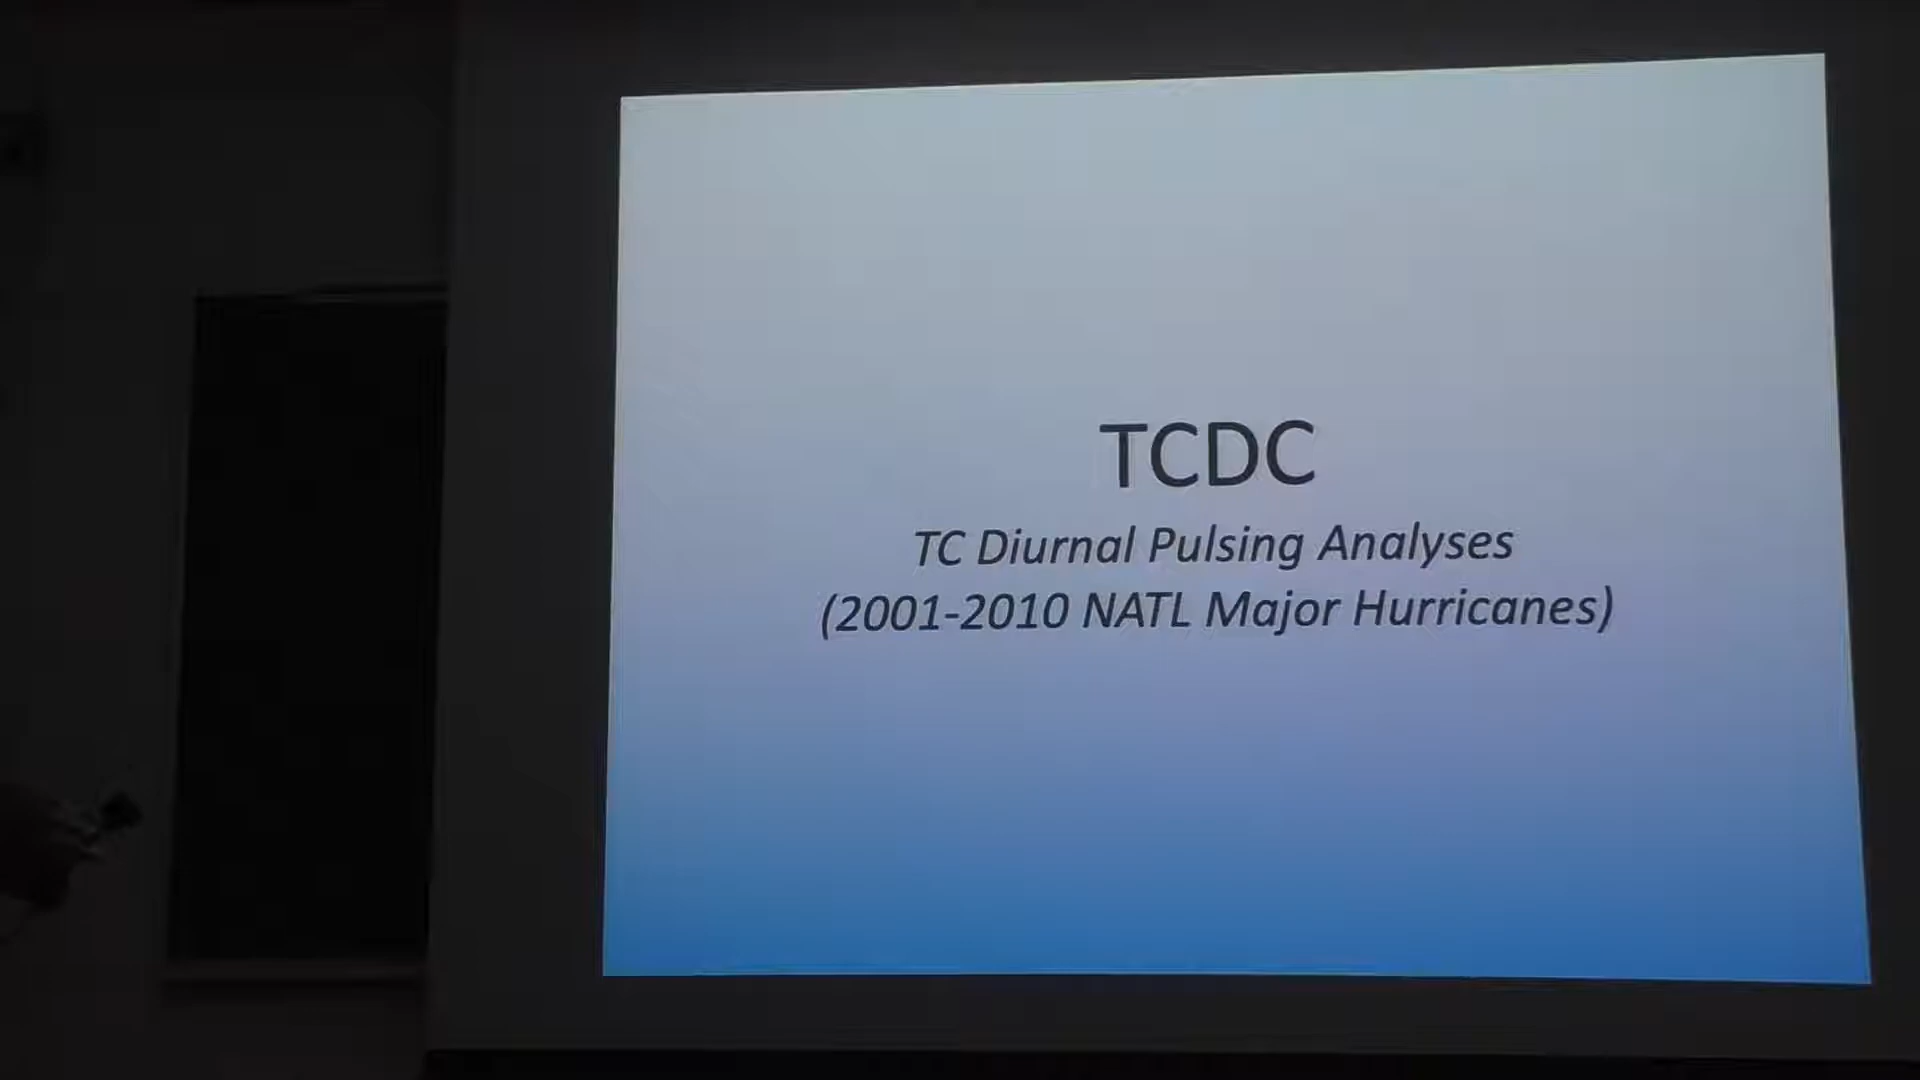 TCDC
TC Diurnal Pulsing Analyses
(2001-2010 NATL Major Hurricanes)